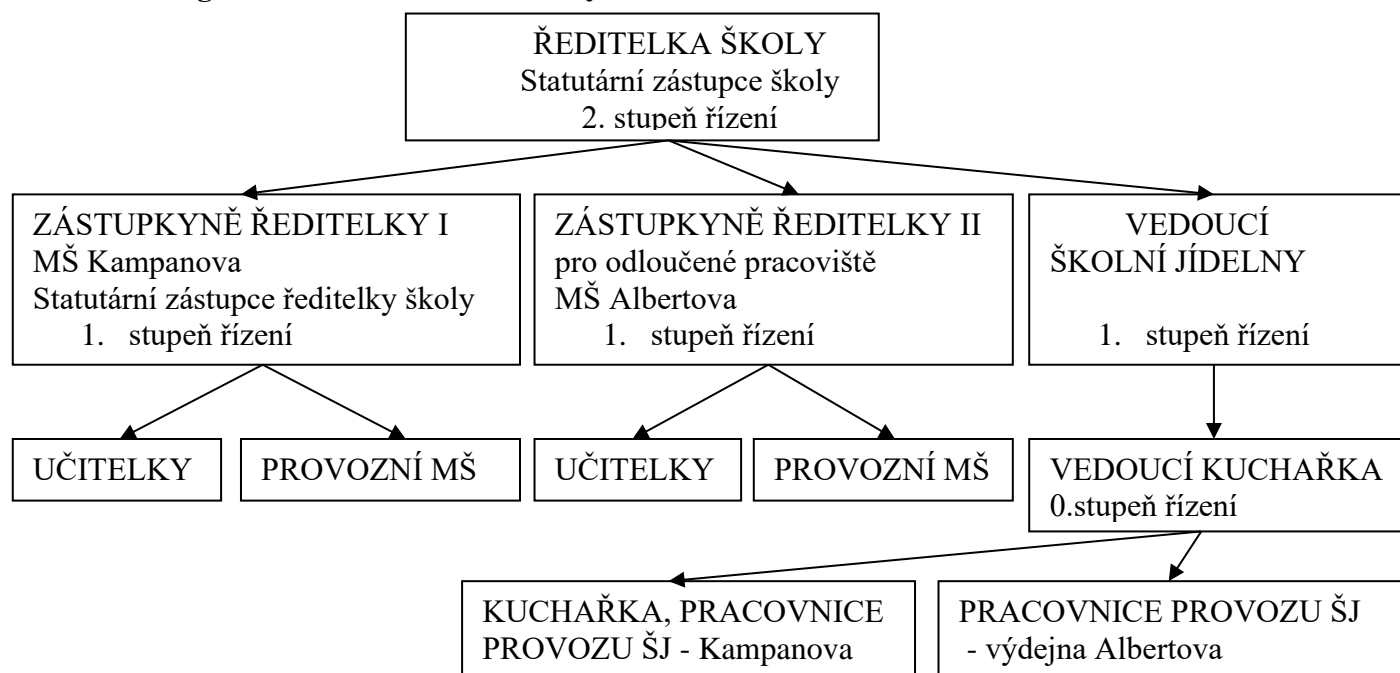 ŘEDITELKA ŠKOLY
Statutární zástupce školy
2. stupeň řízení
ZÁSTUPKYNĚ ŘEDITELKY I
MŠ Kampanova
Statutární zástupce ředitelky školy
1. stupeň řízení
ZÁSTUPKYNĚ ŘEDITELKY II
pro odloučené pracoviště
MŠ Albertova
1. stupeň řízení
VEDOUCÍ
ŠKOLNÍ JÍDELNY
1. stupeň řízení
UČITELKY
PROVOZNÍ MŠ
UČITELKY
PROVOZNÍ MŠ
VEDOUCÍ KUCHAŘKA
0.stupeň řízení
KUCHAŘKA, PRACOVNICE
PROVOZU ŠJ - Kampanova
PRACOVNICE PROVOZU ŠJ
- výdejna Albertova